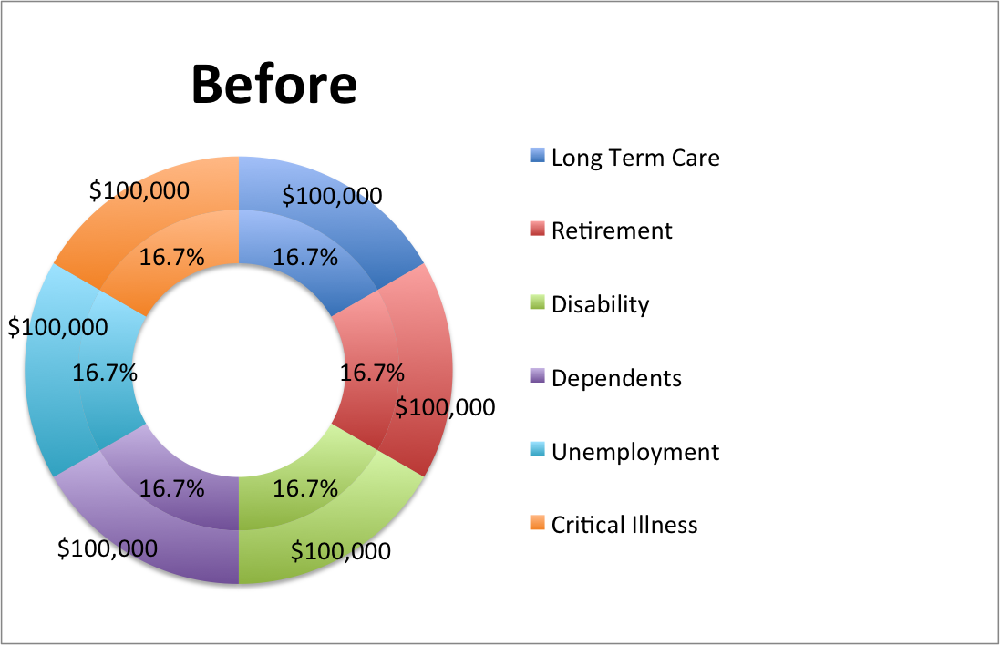 Before
$100,000
$100,000
16.7%
16.7%
$100,000
16.7%
16.7%
$100,000
16.7%
16.7%
$100,000
$100,000
Long Term Care
Retirement
Disability
Dependents
Unemployment
Critical Illness